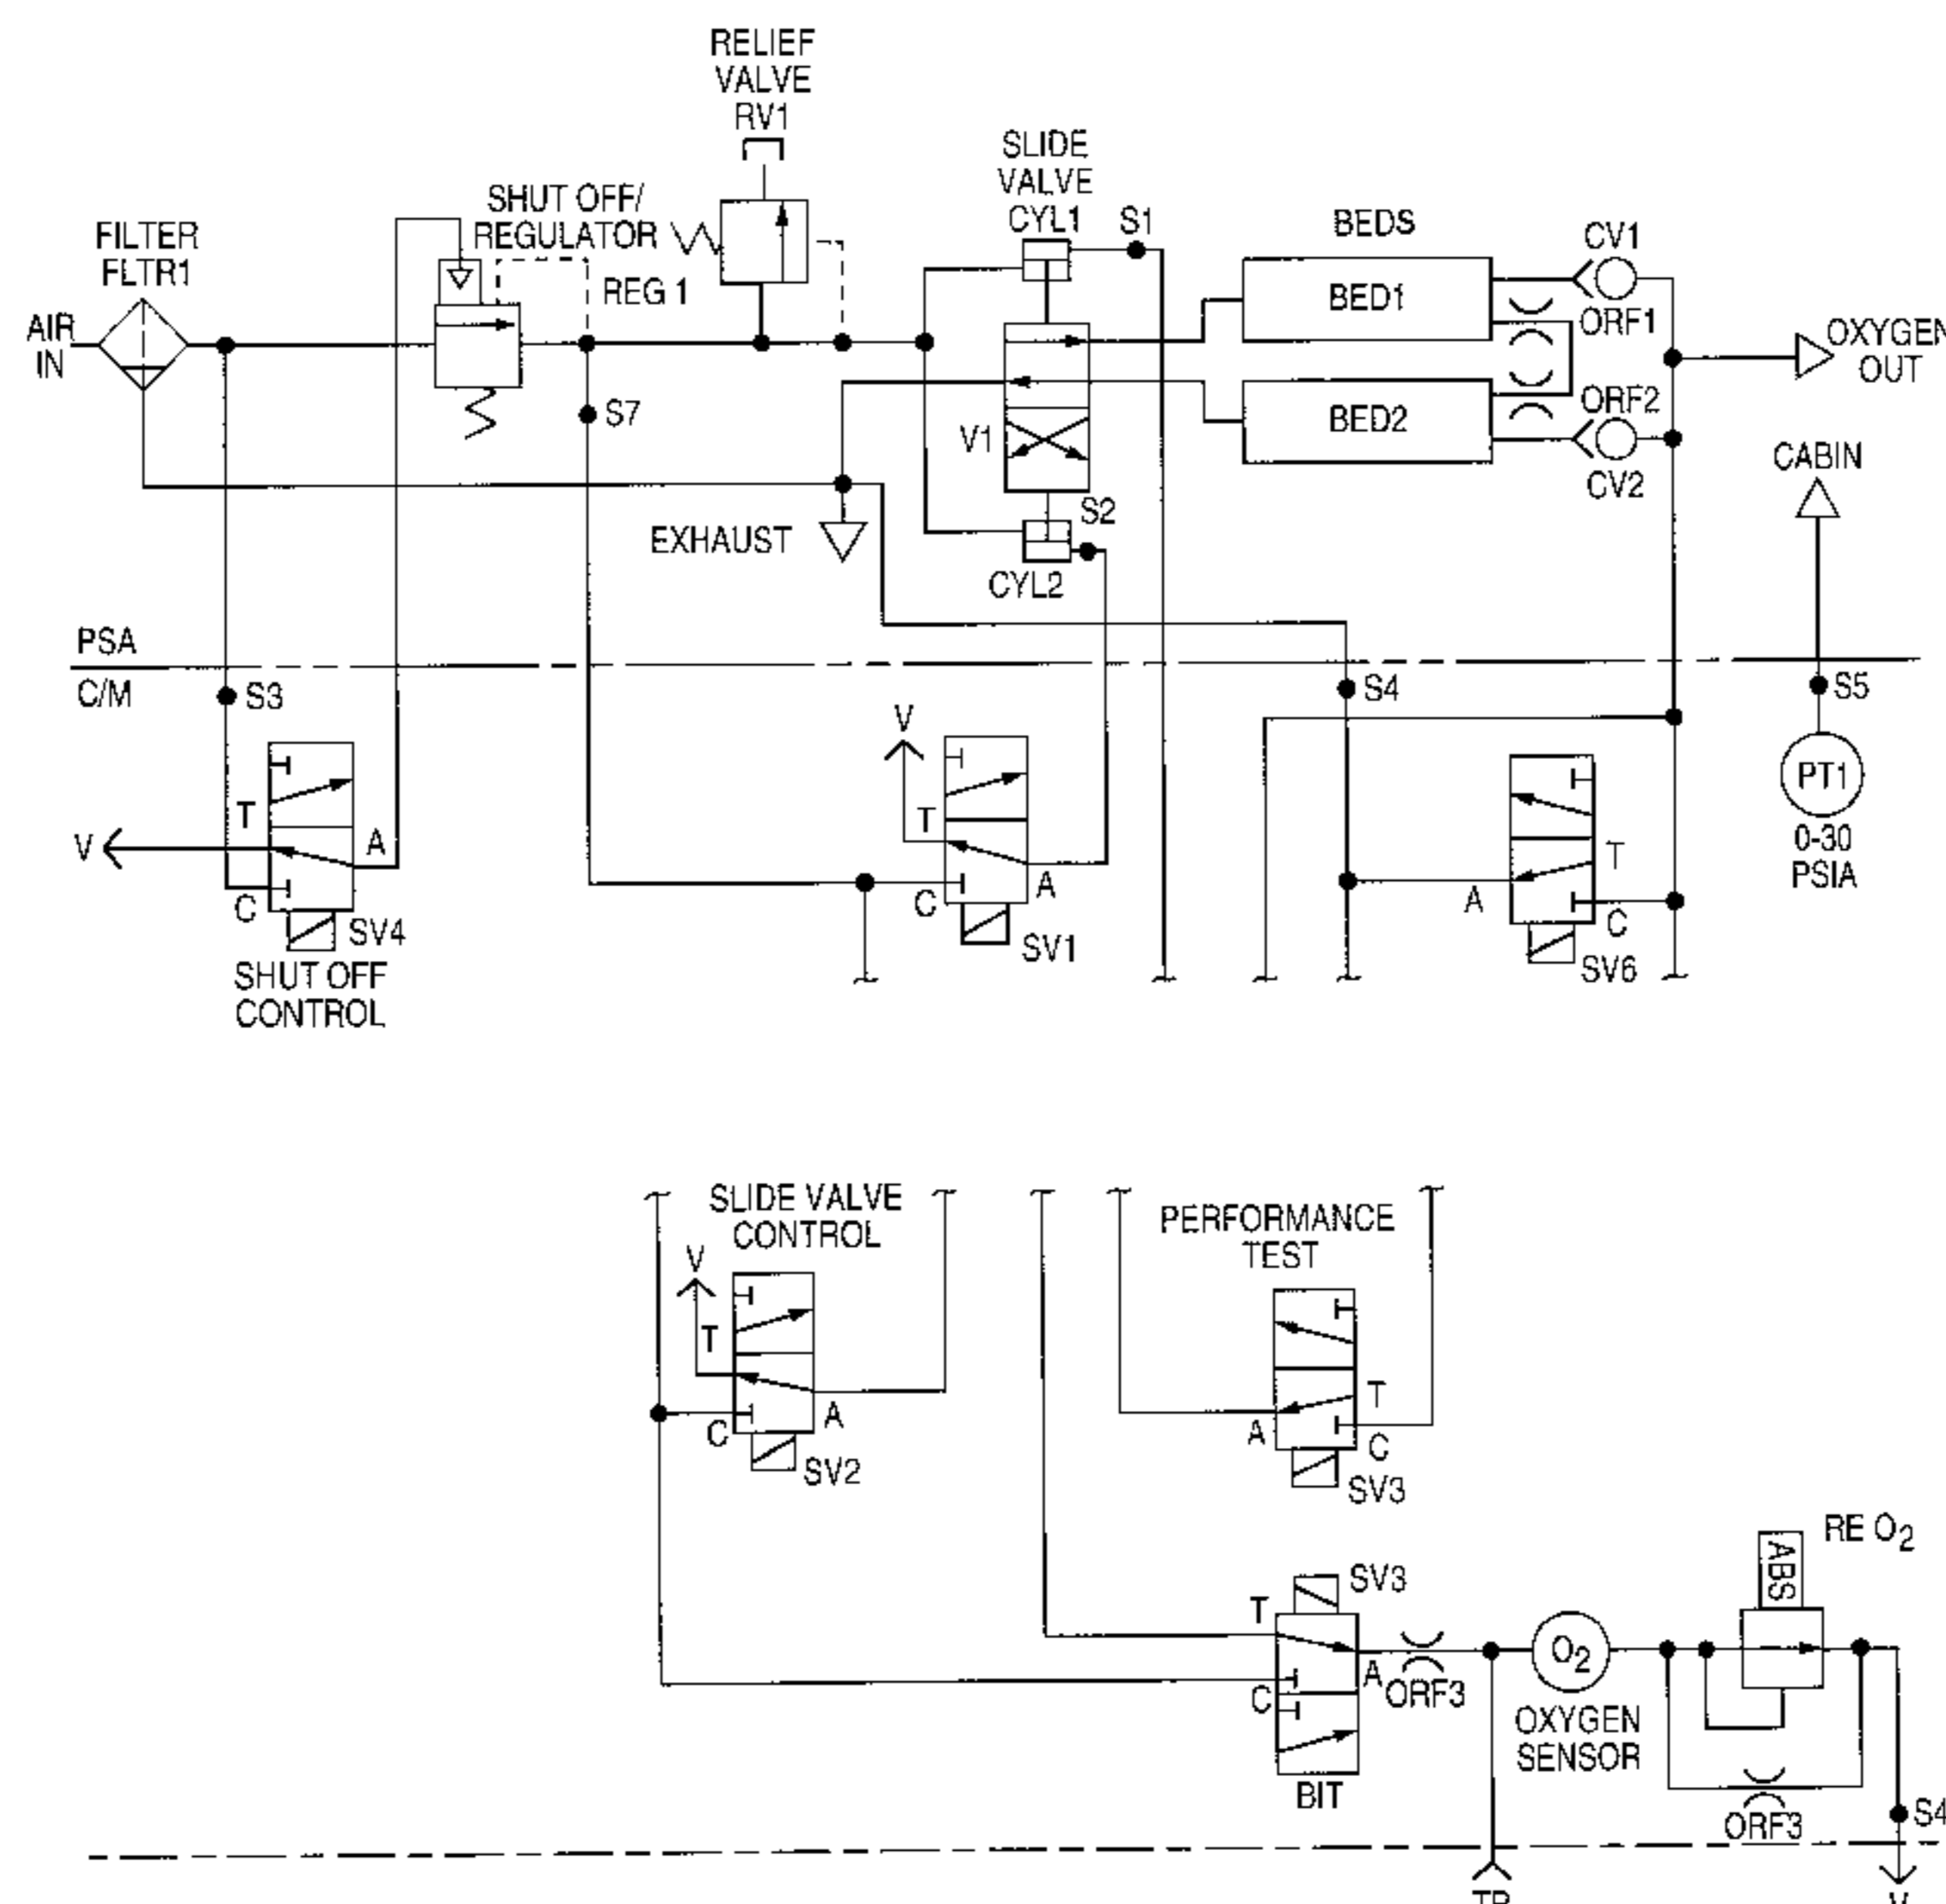 RELIEF
VALVE
RV1
SLIDE
VALVE
CYL1
S1
SHUT OFF/
REGULATOR
REG 1
FILTER
FLTR1
AIR
IN
BEDS
CV1
BED1
ORF1
OXYGEN
OUT
S7
V1
BED2
ORF2
CV2
CABIN
EXHAUST
S2
CYL2
PSA
C/M
S3
S4
S5
V
PT1
0-30
PSIA
T
A
V
C
SV4
SHUT OFF
CONTROL
T
A
C
SV1
T
A
C
SV6
SLIDE VALVE
CONTROL
PERFORMANCE
TEST
V
T
A
C
SV2
T
A
C
SV3
SV3
RE O2
ABS
T
A
C
BIT
ORF3
O2
OXYGEN
SENSOR
ORF3
S4